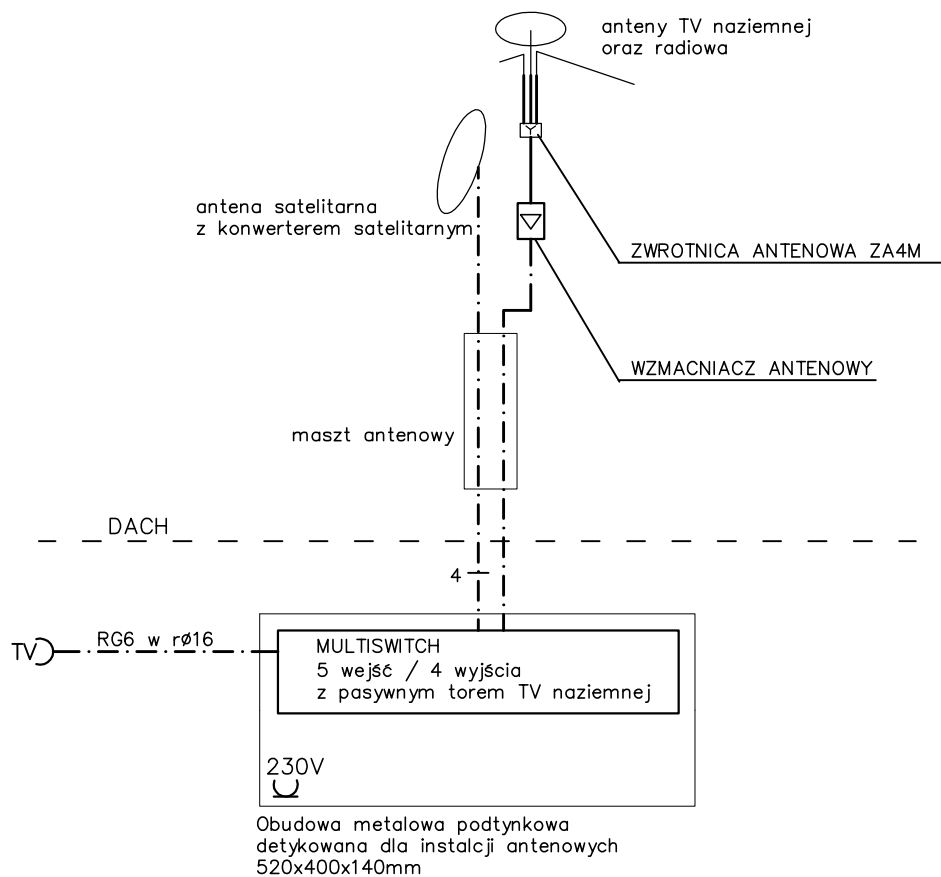 anteny TV naziemnej
oraz radiowa
antena satelitarna
z konwerterem satelitarnym
ZWROTNICA ANTENOWA ZA4M
WZMACNIACZ ANTENOWY
maszt antenowy
DACH
4
TV
RG6 w rø16
MULTISWITCH
5 wejść / 4 wyjścia
z pasywnym torem TV naziemnej
230V
Obudowa metalowa podtynkowa
detykowana dla instalcji antenowych
520x400x140mm